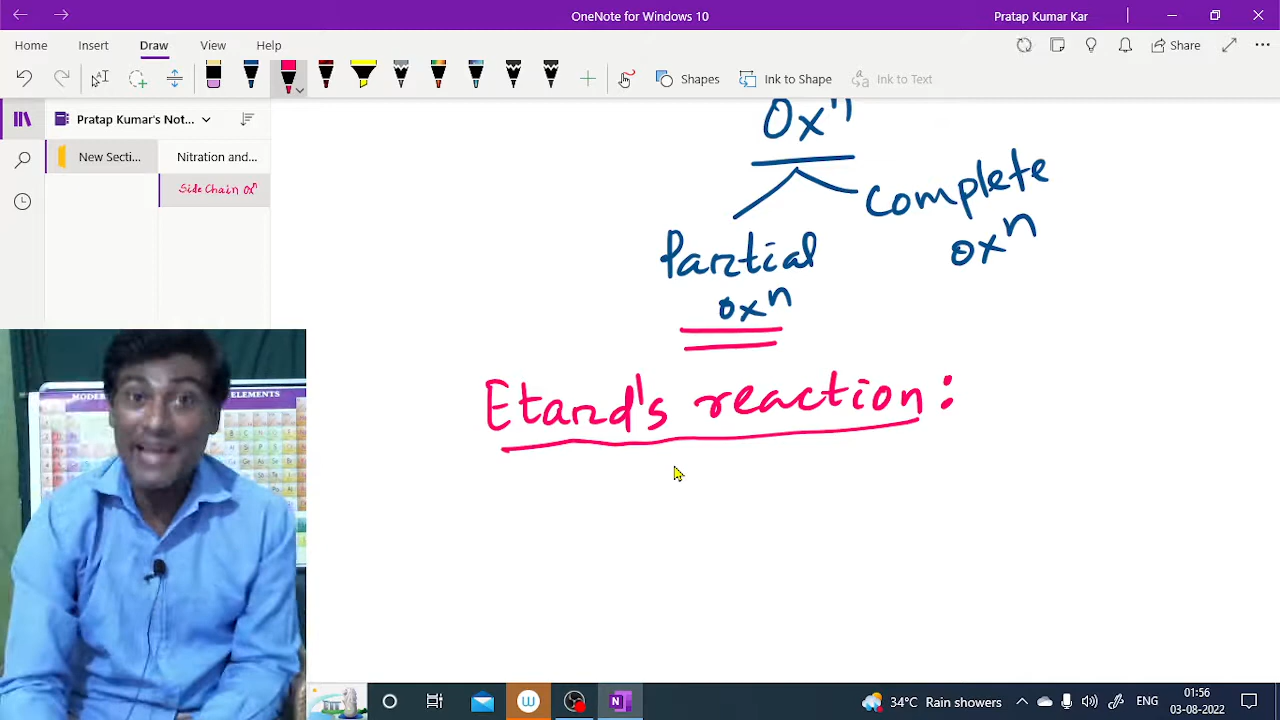 OneNote for Windows 10
Pratap Kumar Kar
Home Insert Draw View Help
Share
Shapes
Ink to Shape
Ink to Text
Pratap Kumar's Not...
New Secti...
Nitration and...
Side Chain oxⁿ
Oxⁿ
Partial
oxⁿ
Complete
oxⁿ
Etard's reaction:
ELEMENTS
W
N
34°C Rain showers
ENG
01:56
03-08-2022